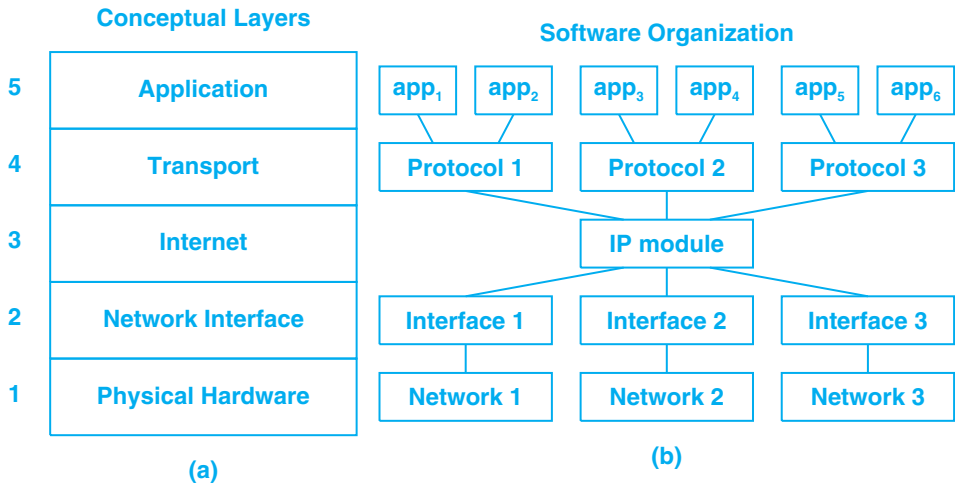 Conceptual Layers
5 Application
4 Transport
3 Internet
2 Network Interface
1 Physical Hardware
(a)
Software Organization
app₁ app₂ app₃ app₄ app₅ app₆
Protocol 1 Protocol 2 Protocol 3
IP module
Interface 1 Interface 2 Interface 3
Network 1 Network 2 Network 3
(b)